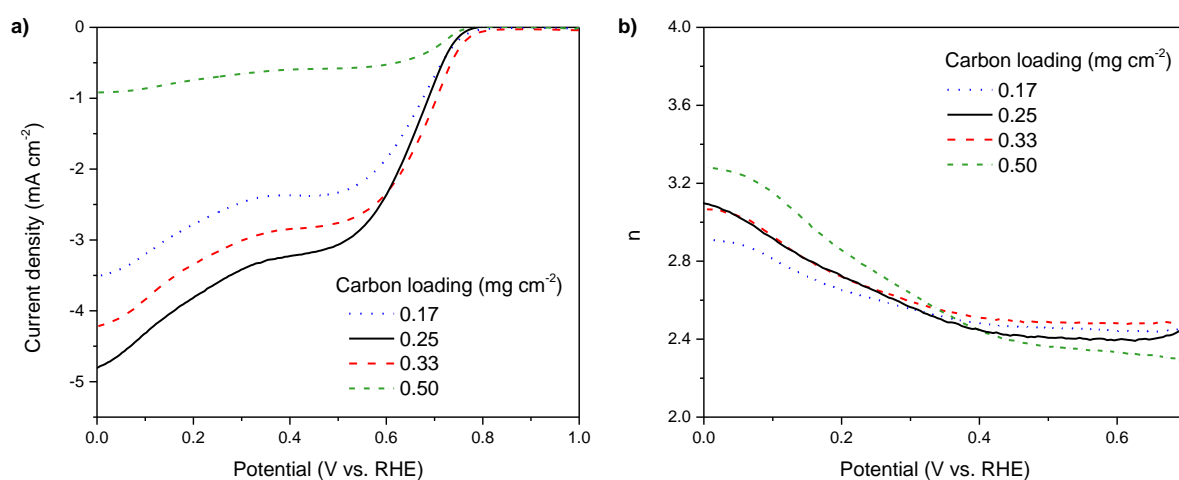 a)
0
-1
-2
-3
-4
-5
Current density (mA cm-2)
Carbon loading (mg cm-2)
0.17
0.25
0.33
0.50
0.0 0.2 0.4 0.6 0.8 1.0
Potential (V vs. RHE)
b)
4.0
3.6
3.2
2.8
2.4
2.0
n
Carbon loading (mg cm-2)
0.17
0.25
0.33
0.50
0.0 0.2 0.4 0.6
Potential (V vs. RHE)